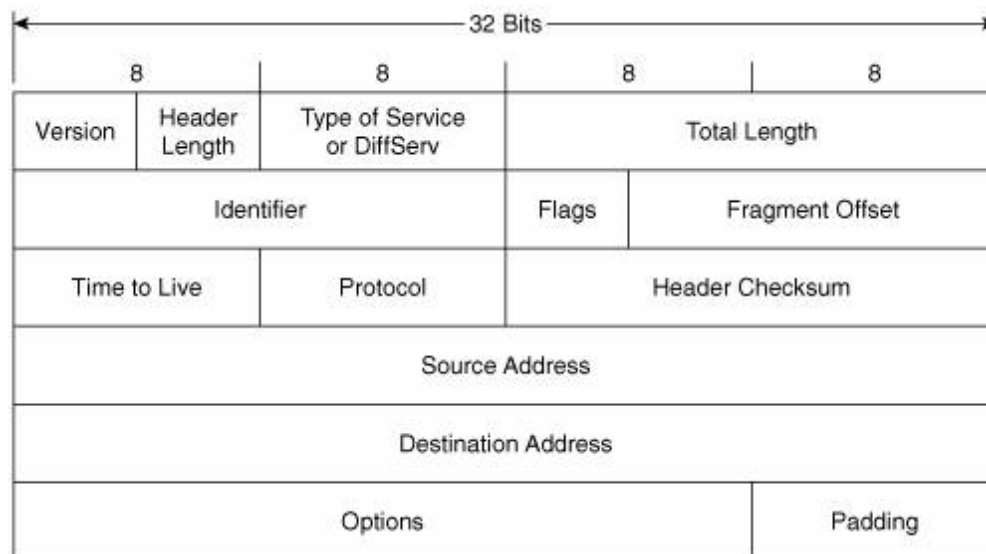 32 Bits
8 8 8 8
Version Header Length Type of Service or DiffServ Total Length
Identifier Flags Fragment Offset
Time to Live Protocol Header Checksum
Source Address
Destination Address
Options Padding